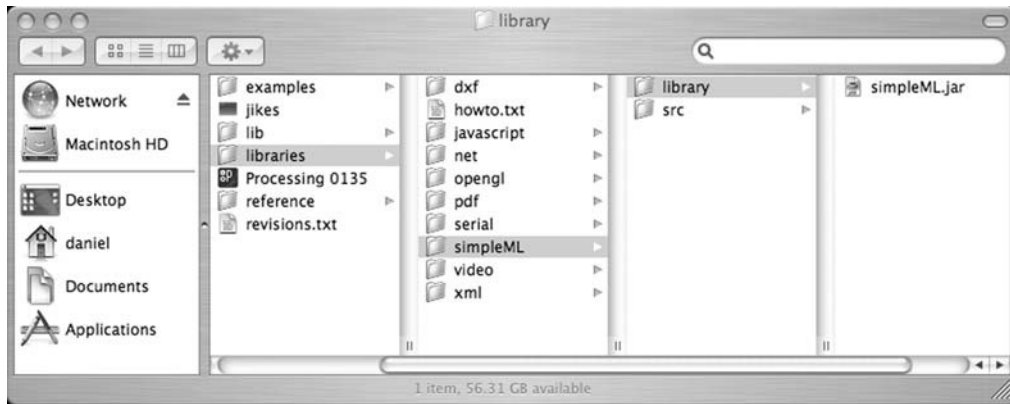 library
Network
Macintosh HD
Desktop
daniel
Documents
Applications
examples
jikes
lib
libraries
Processing 0135
reference
revisions.txt
dxf
howto.txt
javascript
net
opengl
pdf
serial
simpleML
video
xml
library
src
simpleML.jar
1 item, 56.31 GB available